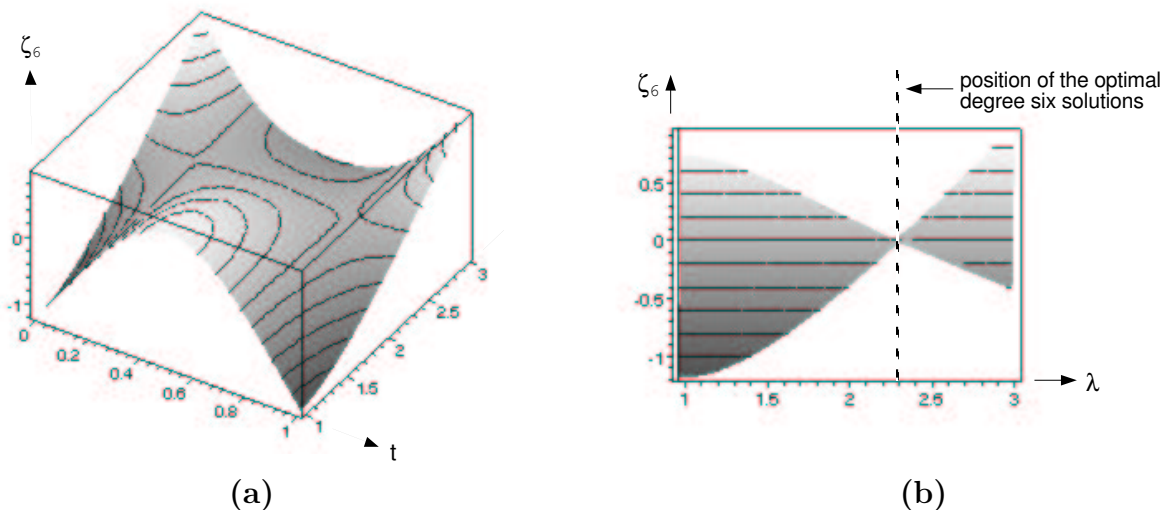 ζ₆
0
-1
0
0.2
0.4
0.6
0.8
1
1
1.5
2
2.5
3
t
(a)
ζ₆
position of the optimal
degree six solutions
0.5
0
-0.5
-1
1
1.5
2
2.5
3
λ
(b)